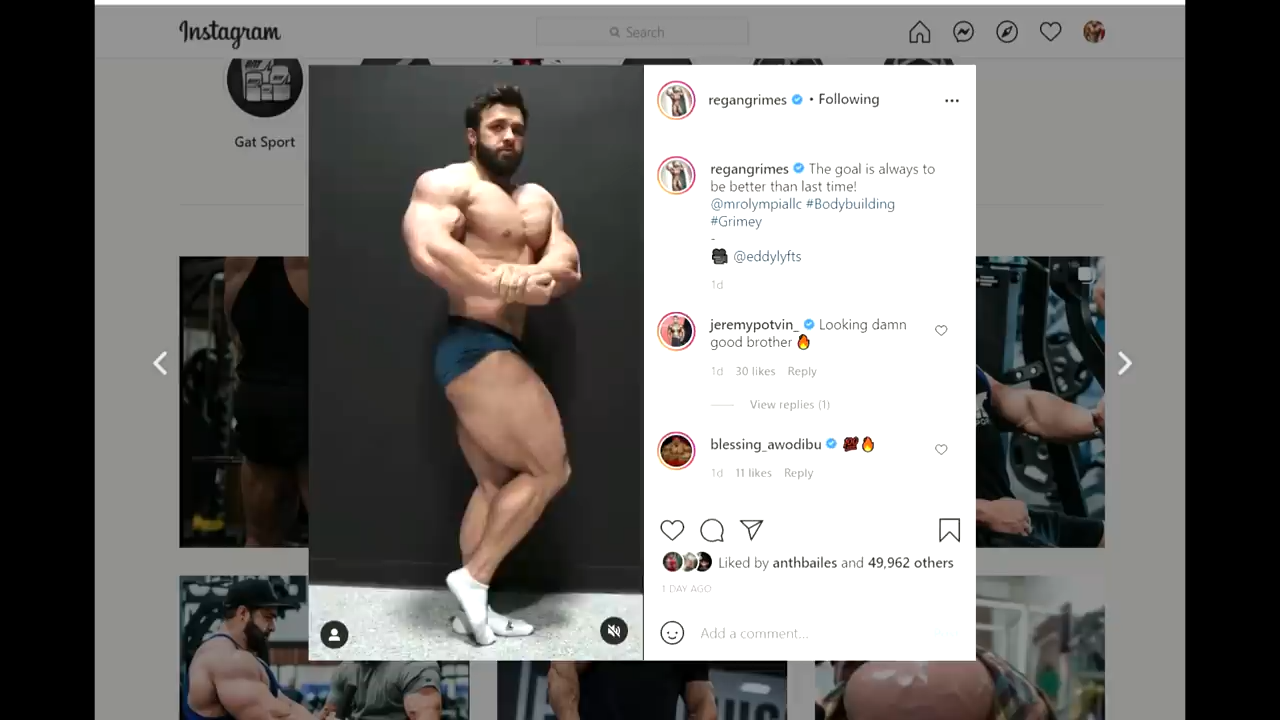 Instagram
Search
Gat Sport
regangrimes • Following
regangrimes The goal is always to
be better than last time!
@mrolympiallc #Bodybuilding
#Grimey
-
@eddylyfts
1d
jeremypotvin_ Looking damn
good brother 🔥
1d 30 likes Reply
View replies (1)
blessing_awodibu 💯🔥
1d 11 likes Reply
Liked by anthbailes and 49,962 others
1 DAY AGO
Add a comment...